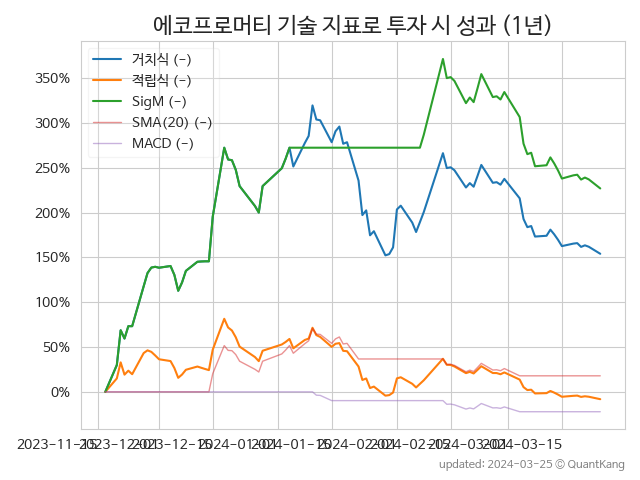 에코프로머티 기술 지표로 투자 시 성과 (1년)
거치식 (-)
적립식 (-)
SigM (-)
SMA(20) (-)
MACD (-)
350%
300%
250%
200%
150%
100%
50%
0%
2023-11-15 2023-12-01 2023-12-15 2024-01-01 2024-01-15 2024-02-01 2024-02-15 2024-03-01 2024-03-15
updated: 2024-03-25 © QuantKang